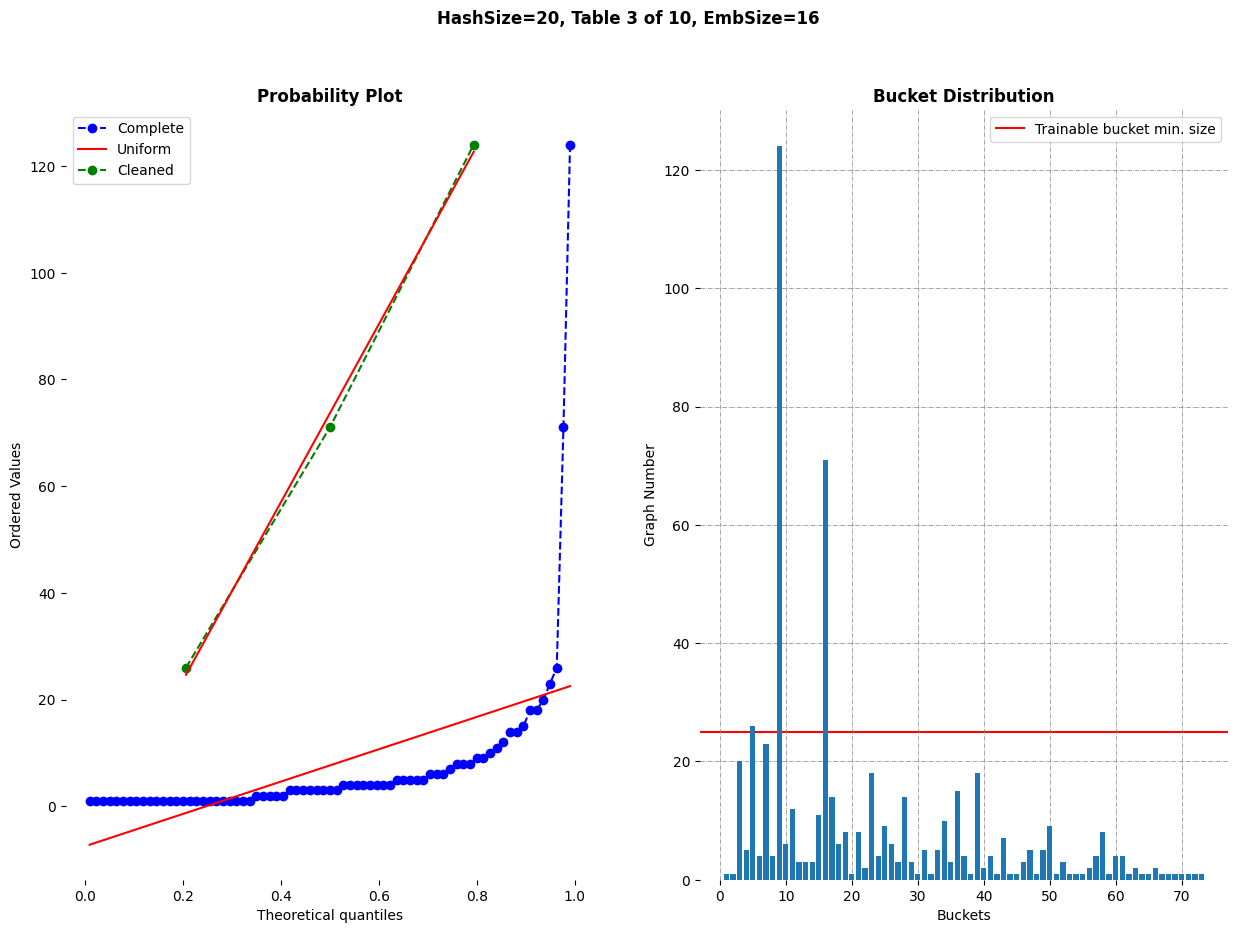 HashSize=20, Table 3 of 10, EmbSize=16
Probability Plot
Complete
Uniform
Cleaned
Ordered Values
120
100
80
60
40
20
0
0.0 0.2 0.4 0.6 0.8 1.0
Theoretical quantiles
Bucket Distribution
Trainable bucket min. size
Graph Number
120
100
80
60
40
20
0
0 10 20 30 40 50 60 70
Buckets